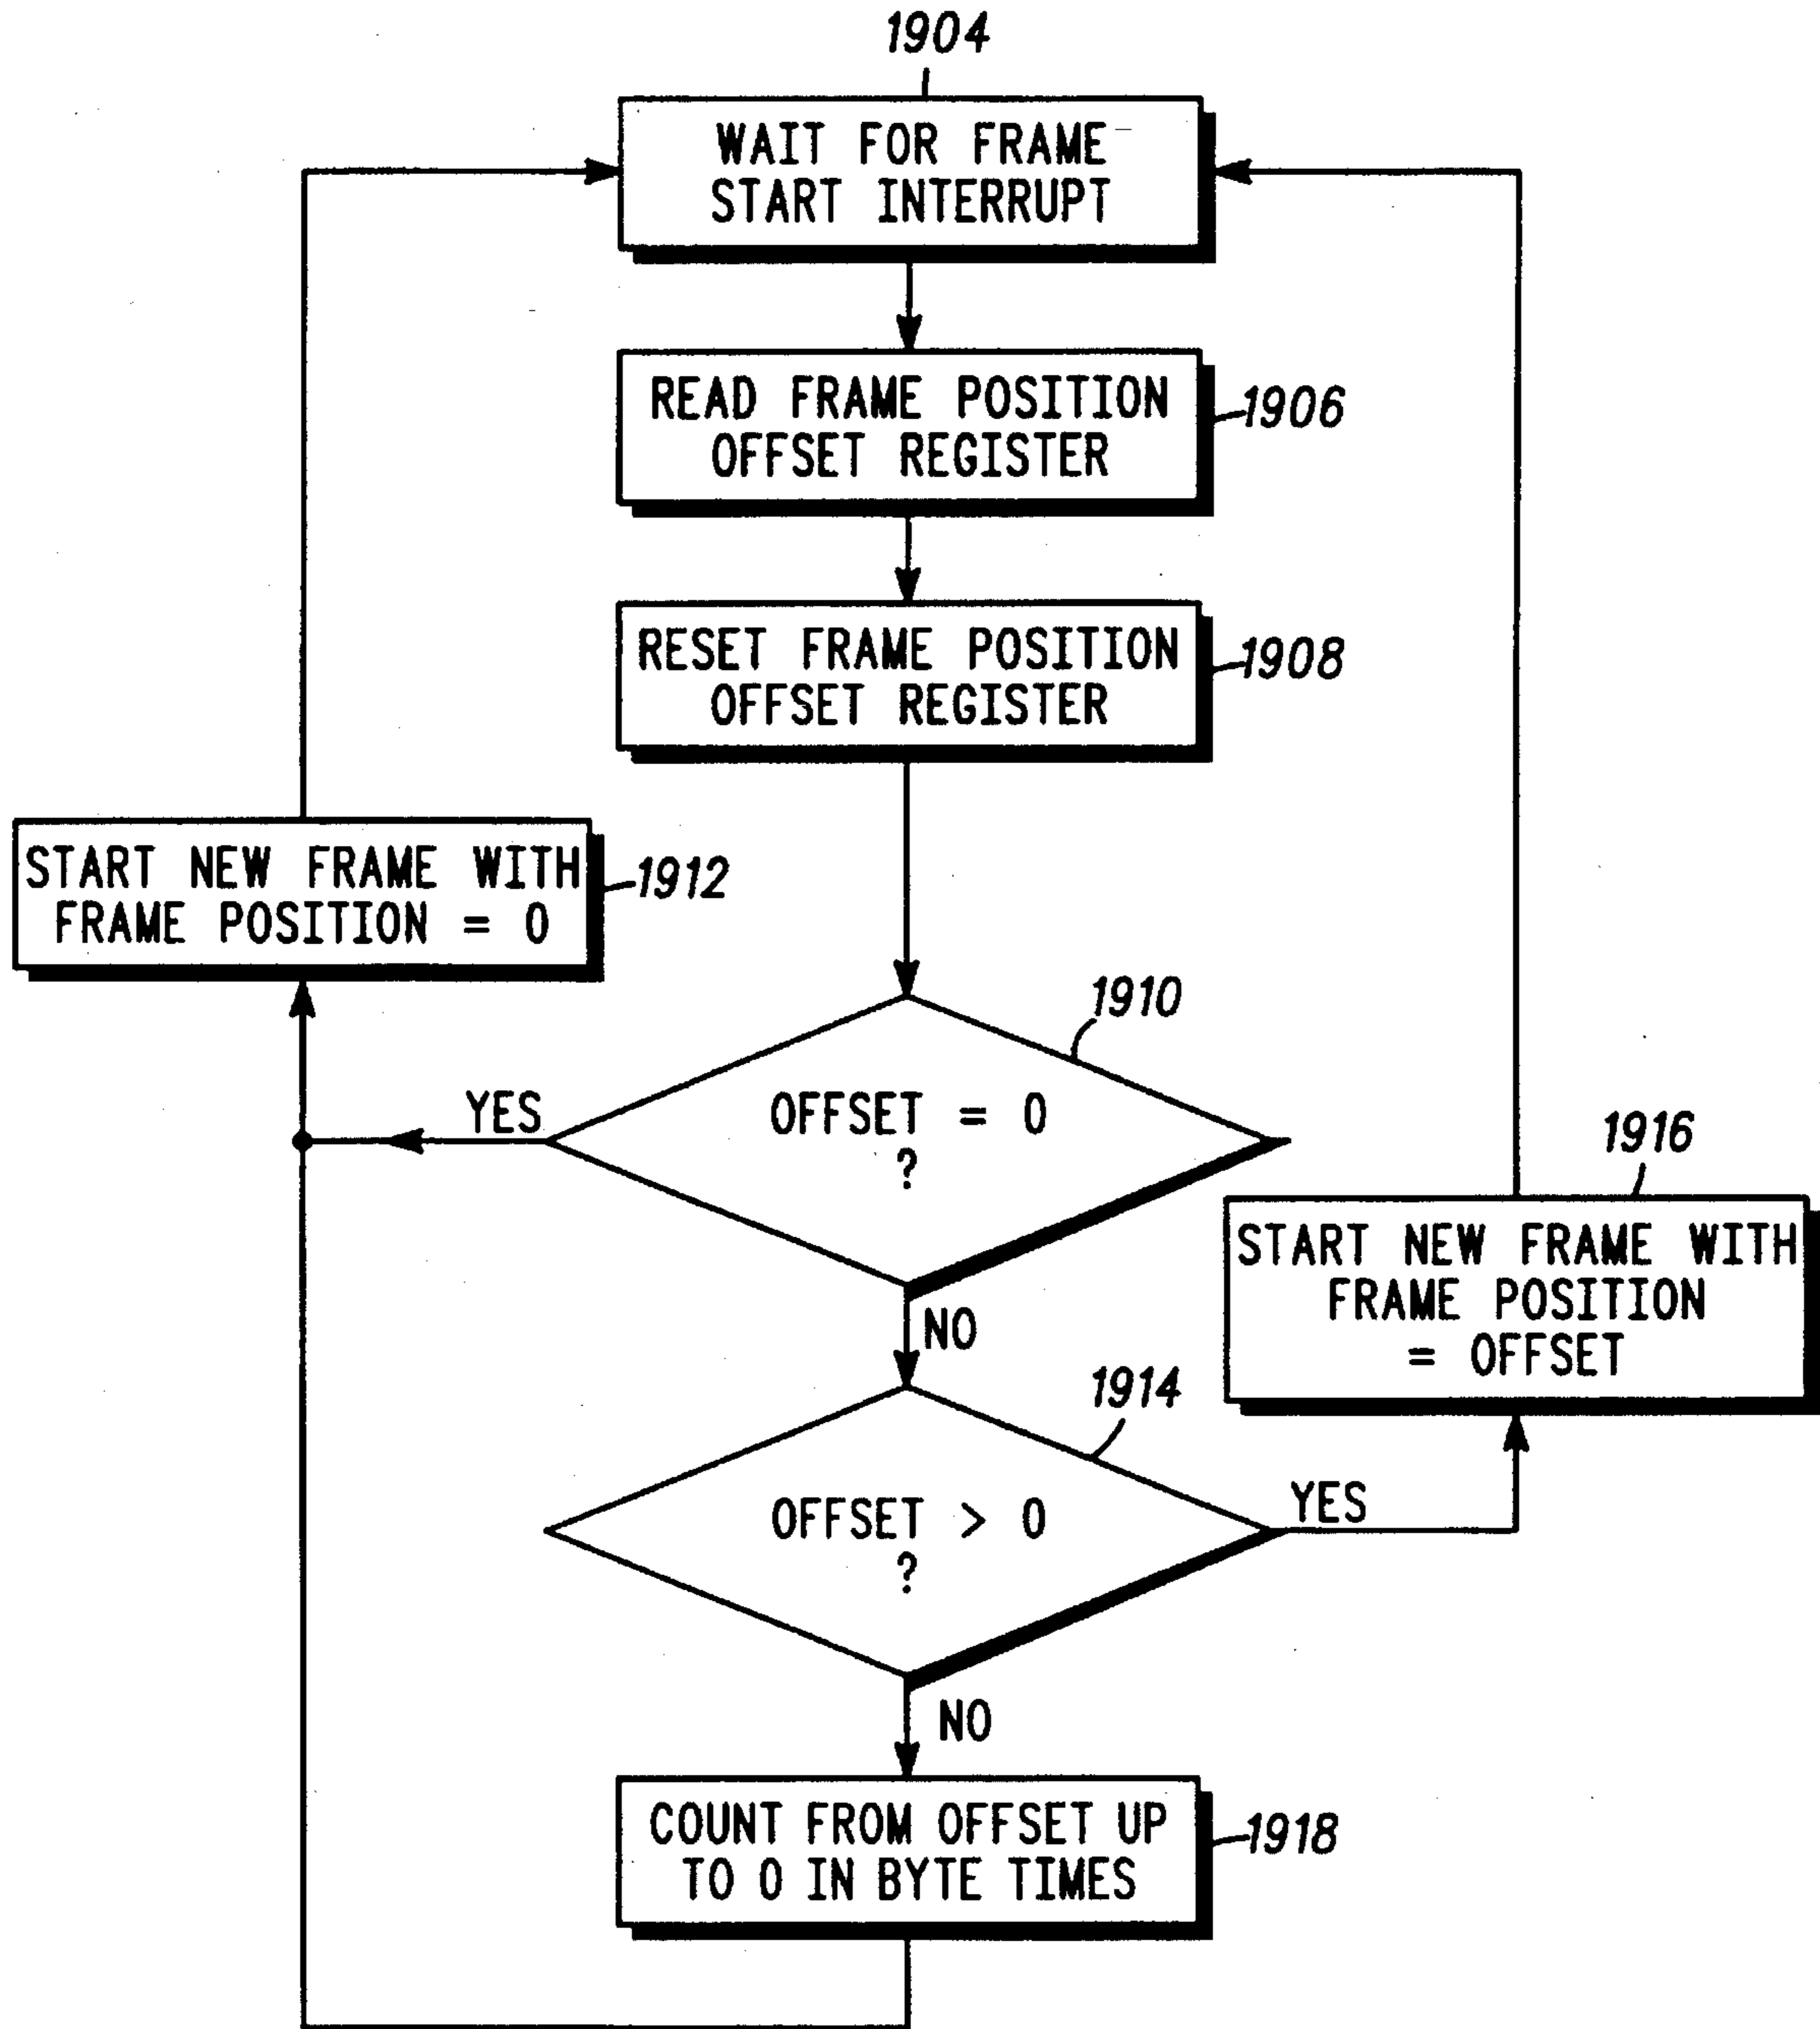 1904
WAIT FOR FRAME
START INTERRUPT
READ FRAME POSITION
OFFSET REGISTER
1906
RESET FRAME POSITION
OFFSET REGISTER
1908
START NEW FRAME WITH
FRAME POSITION = 0
1912
1910
OFFSET = 0
?
YES
NO
1916
START NEW FRAME WITH
FRAME POSITION
= OFFSET
1914
OFFSET > 0
?
YES
NO
COUNT FROM OFFSET UP
TO 0 IN BYTE TIMES
1918